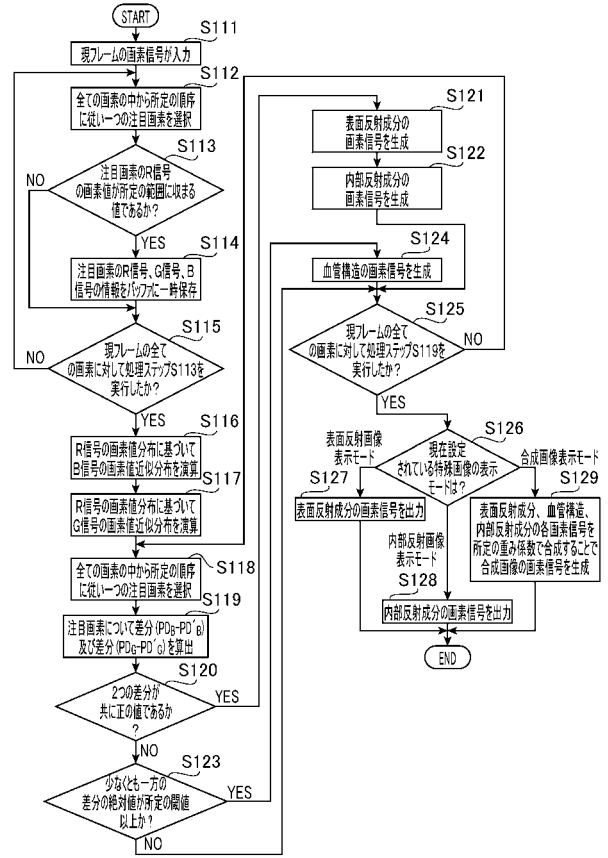 START
S111
現フレームの画素信号が入力
S112
全ての画素の中から所定の順序
に従い一つの注目画素を選択
S113
注目画素のR信号
の画素値が所定の範囲に収まる
値であるか?
NO
YES
S114
注目画素のR信号、G信号、B
信号の情報をバッファに一時保存
S115
現フレームの全て
の画素に対して処理ステップS113を
実行したか?
NO
YES
S116
R信号の画素値分布に基づいて
B信号の画素値近似分布を演算
S117
R信号の画素値分布に基づいて
G信号の画素値近似分布を演算
S118
全ての画素の中から所定の順序
に従い一つの注目画素を選択
S119
注目画素について差分(PDB-PD'B)
及び差分(PDG-PD'G)を算出
S120
2つの差分が
共に正の値であるか
?
YES
NO
S123
少なくとも一方の
差分の絶対値が所定の閾値
以上か?
YES
NO
S121
表面反射成分の
画素信号を生成
S122
内部反射成分の
画素信号を生成
S124
血管構造の画素信号を生成
S125
現フレームの全て
の画素に対して処理ステップS119を
実行したか?
NO
YES
S126
現在設定
されている特殊画像の表示
モードは?
表面反射画像
表示モード
合成画像表示モード
内部反射画像
表示モード
S127
表面反射成分の画素信号を出力
S129
表面反射成分、血管構造、
内部反射成分の各画素信号を
所定の重み係数で合成することで
合成画像の画素信号を生成
S128
内部反射成分の画素信号を出力
END